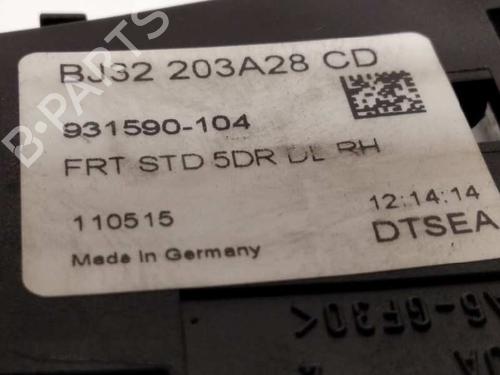 BJ32 203A28 CD
931590-104
FRT STD 5DR DL RH
110515
12:14:14
Made in Germany
DTSEA
B-PARTS